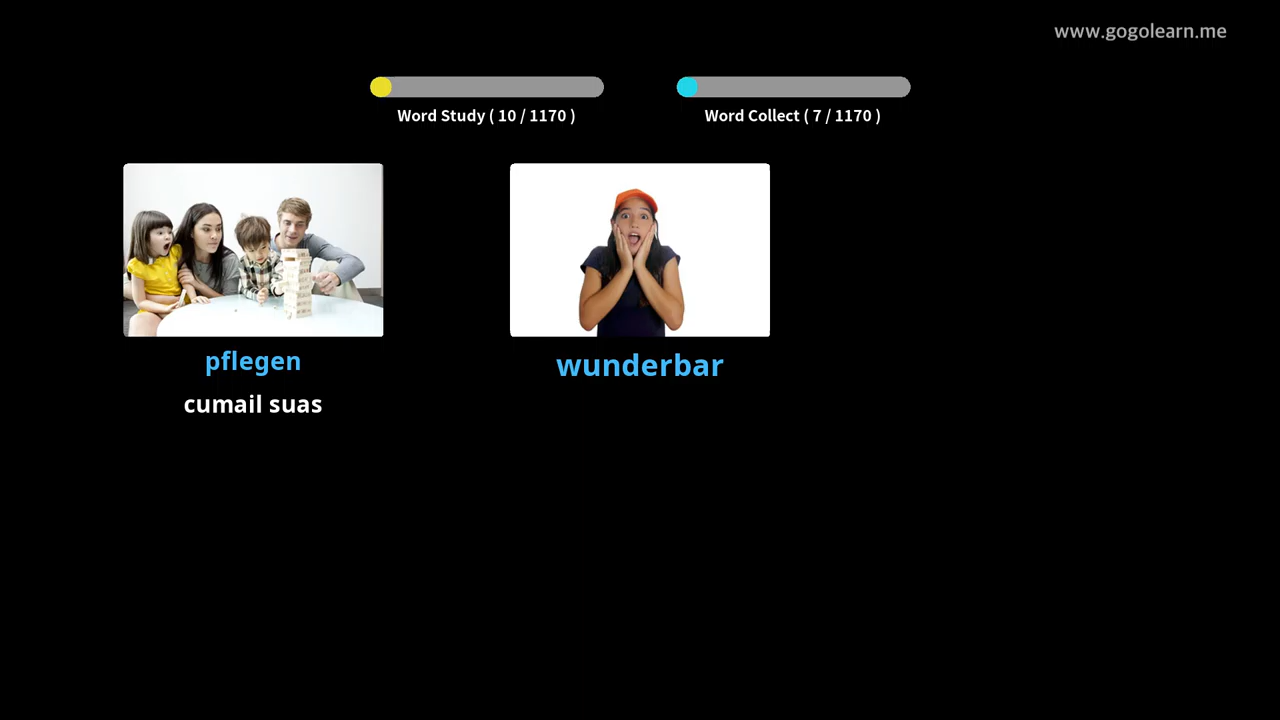 www.gogolearn.me
Word Study ( 10 / 1170 )
Word Collect ( 7 / 1170 )
pflegen
cumail suas
wunderbar